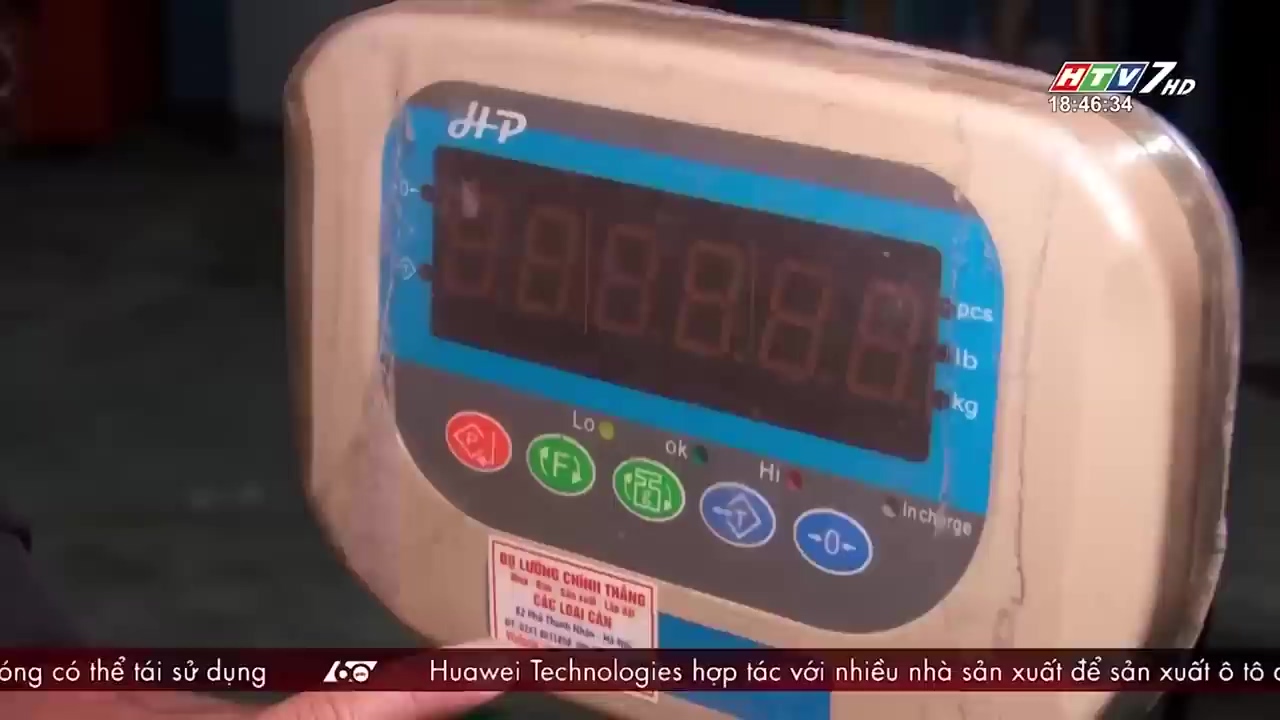 HTV7 HD
18:46:34
H-P
-0-
pcs
lb
kg
Lo
ok
Hi
Incharge
P
F
T
-0-
ĐO LƯỜNG CHÍNH THẮNG
CÁC LOẠI CÂN
óng có thể tái sử dụng
60
Huawei Technologies hợp tác với nhiều nhà sản xuất để sản xuất ô tô